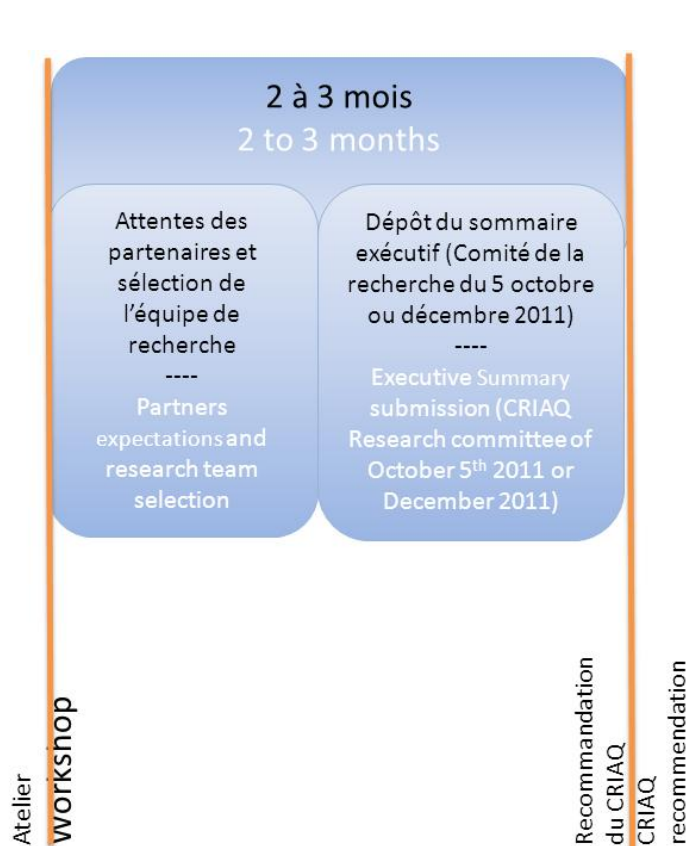 2 à 3 mois
2 to 3 months
Attentes des
partenaires et
sélection de
l’équipe de
recherche
----
Partners
expectations and
research team
selection
Dépôt du sommaire
exécutif (Comité de la
recherche du 5 octobre
ou décembre 2011)
----
Executive Summary
submission (CRIAQ
Research committee of
October 5th 2011 or
December 2011)
Atelier
Workshop
Recommandation
du CRIAQ
CRIAQ
recommendation